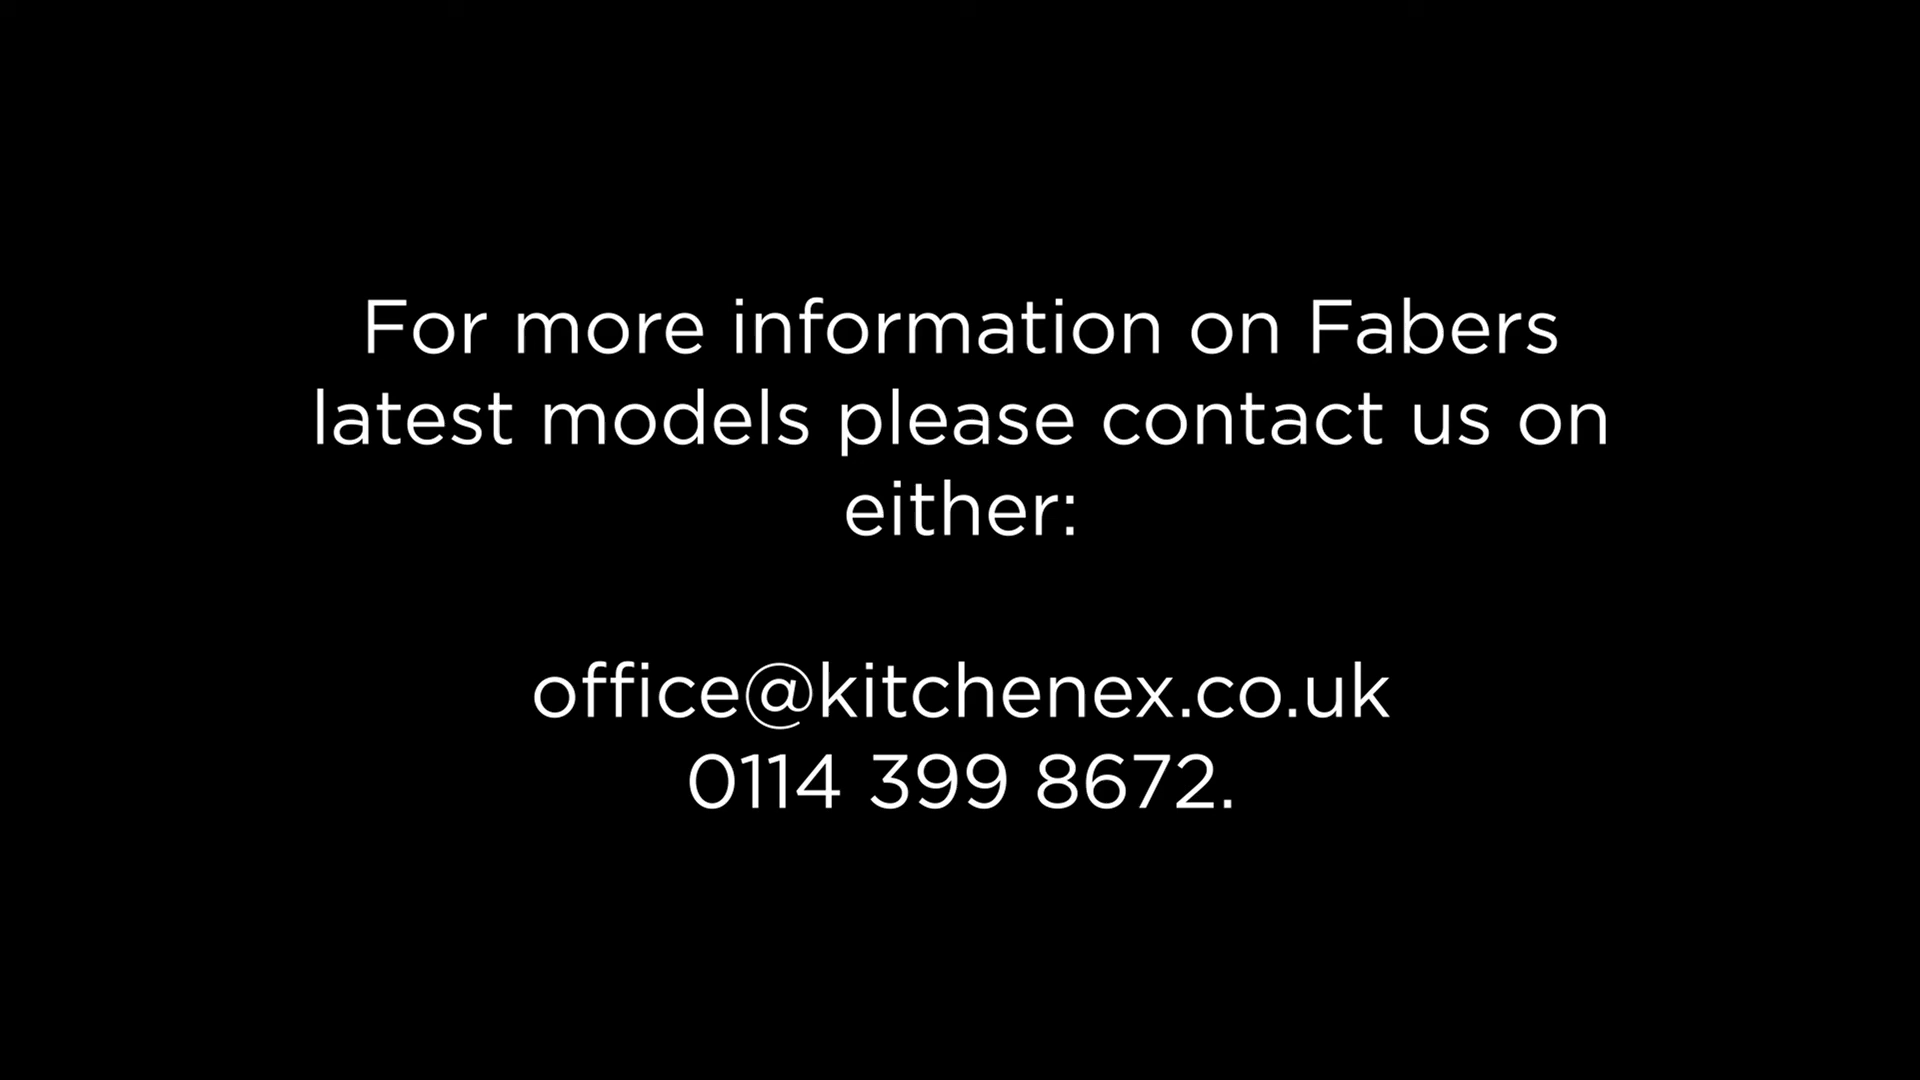 For more information on Fabers
latest models please contact us on
either:
office@kitchenex.co.uk
0114 399 8672.